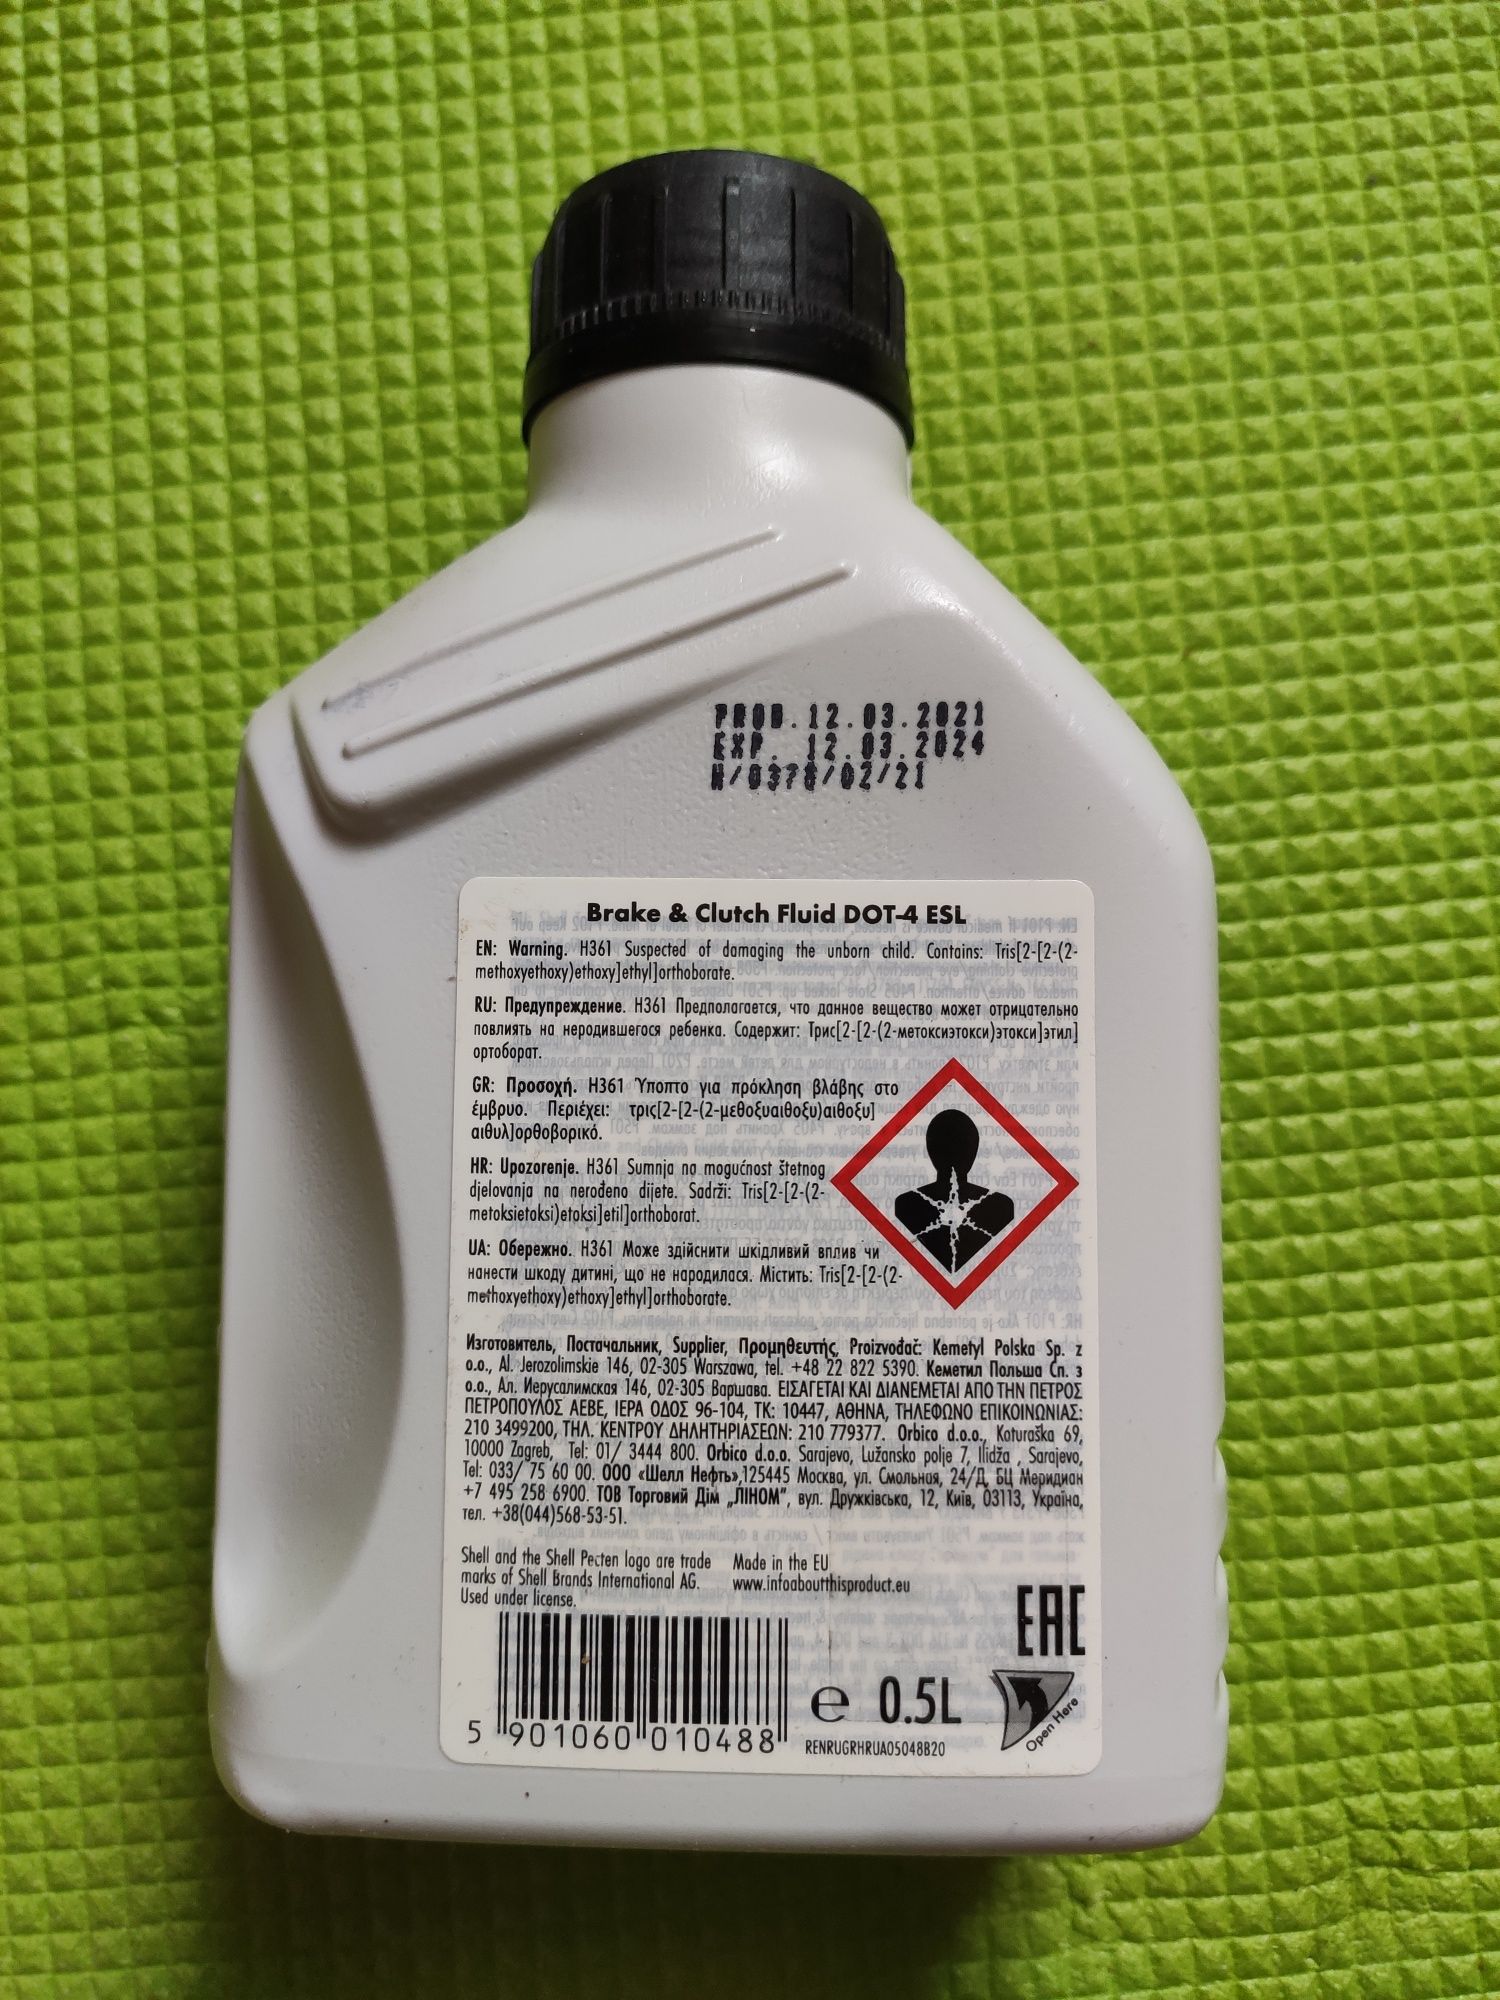 PROD.12.03.2021
EXP. 12.03.2024
N/0378/02/21
Brake & Clutch Fluid DOT-4 ESL
EN: Warning. H361 Suspected of damaging the unborn child. Contains: Tris[2-[2-(2-
methoxyethoxy)ethoxy]ethyl]orthoborate.
RU: Предупреждение. H361 Предполагается, что данное вещество может отрицательно
повлиять на неродившегося ребенка. Содержит: Трис[2-[2-(2-метоксиэтокси)этокси]этил]
ортоборат.
GR: Προσοχή. H361 Ύποπτο για πρόκληση βλάβης στο
έμβρυο. Περιέχει: τρις[2-[2-(2-μεθοξυαιθοξυ)αιθοξυ]
αιθυλ]ορθοβορικό.
HR: Upozorenje. H361 Sumnja na mogućnost štetnog
djelovanja na nerođeno dijete. Sadrži: Tris[2-[2-(2-
metoksietoksi)etoksi]etil]orthoborat.
UA: Обережно. H361 Може здійснити шкідливий вплив чи
нанести шкоду дитині, що не народилася. Містить: Tris[2-[2-(2-
methoxyethoxy)ethoxy]ethyl]orthoborate.
Изготовитель, Постачальник, Supplier, Προμηθευτής, Proizvođač: Kemetyl Polska Sp. z
o.o., Al. Jerozolimskie 146, 02-305 Warszawa, tel. +48 22 822 5390. Кеметил Польша Сп. з
о.о., Ал. Иерусалимская 146, 02-305 Варшава. ΕΙΣΑΓΕΤΑΙ ΚΑΙ ΔΙΑΝΕΜΕΤΑΙ ΑΠΟ ΤΗΝ ΠΕΤΡΟΣ
ΠΕΤΡΟΠΟΥΛΟΣ ΑΕΒΕ, ΙΕΡΑ ΟΔΟΣ 96-104, ΤΚ: 10447, ΑΘΗΝΑ, ΤΗΛΕΦΩΝΟ ΕΠΙΚΟΙΝΩΝΙΑΣ:
210 3499200, ΤΗΛ. ΚΕΝΤΡΟΥ ΔΗΛΗΤΗΡΙΑΣΕΩΝ: 210 779377. Orbico d.o.o., Koturaška 69,
10000 Zagreb, Tel: 01/ 3444 800. Orbico d.o.o. Sarajevo, Lužansko polje 7, Ilidža , Sarajevo,
Tel: 033/ 75 60 00. ООО «Шелл Нефть»,125445 Москва, ул. Смольная, 24/Д, БЦ Меридиан
+7 495 258 6900. ТОВ Торговий Дім „ЛІНОМ", вул. Дружківська, 12, Київ, 03113, Україна,
тел. +38(044)568-53-51.
Shell and the Shell Pecten logo are trade
marks of Shell Brands International AG.
Used under license.
Made in the EU
www.infoaboutthisproduct.eu
EAC
5 901060 010488
℮ 0.5L
RENRUGRHRUA05048B20
Open Here